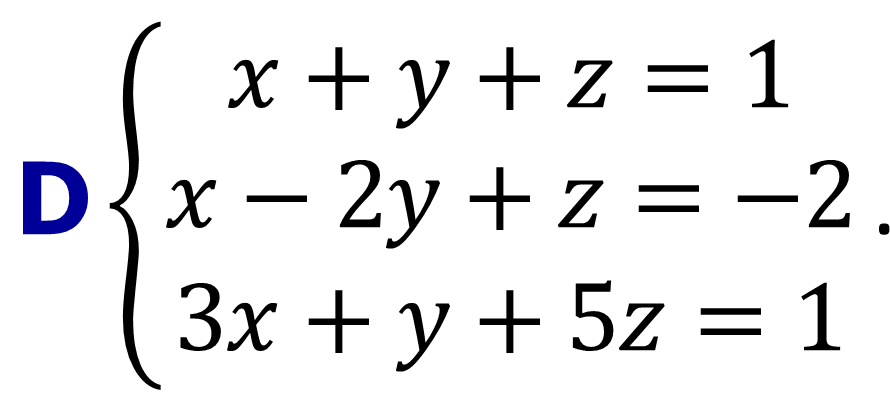 x + y + z = 1
D { x − 2y + z = −2 .
3x + y + 5z = 1